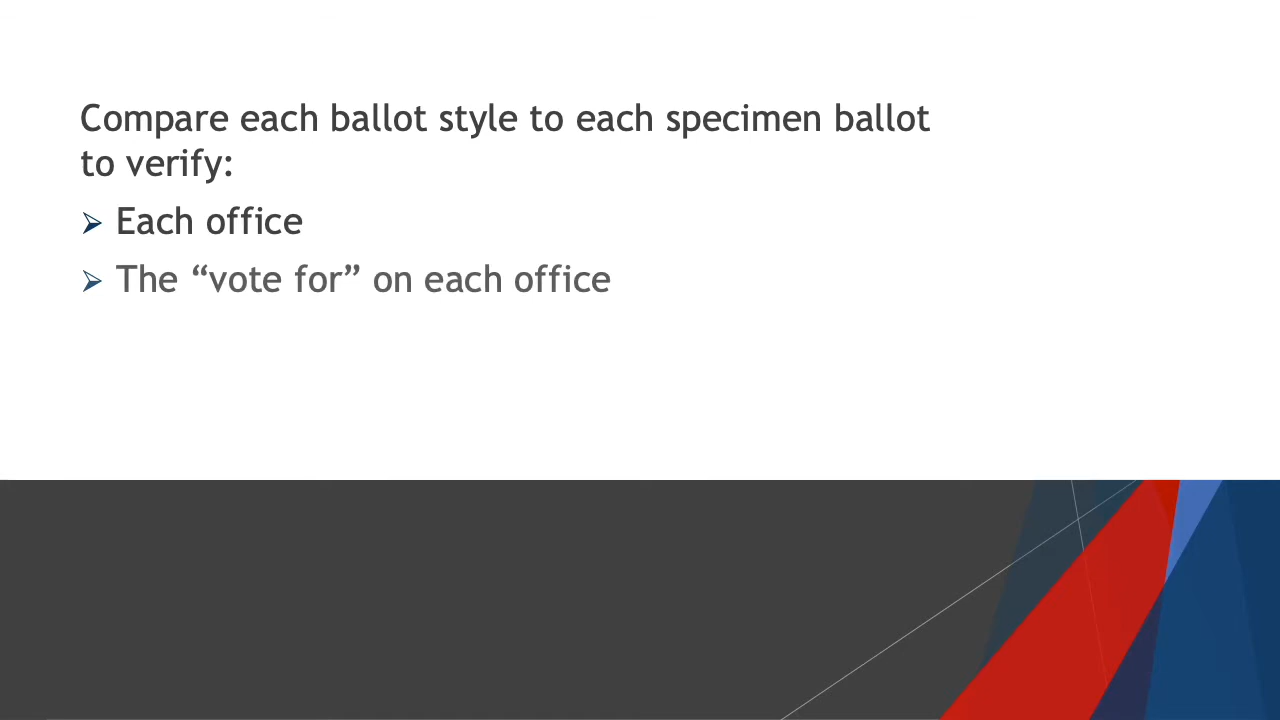 Compare each ballot style to each specimen ballot
to verify:
➢ Each office
➢ The “vote for” on each office